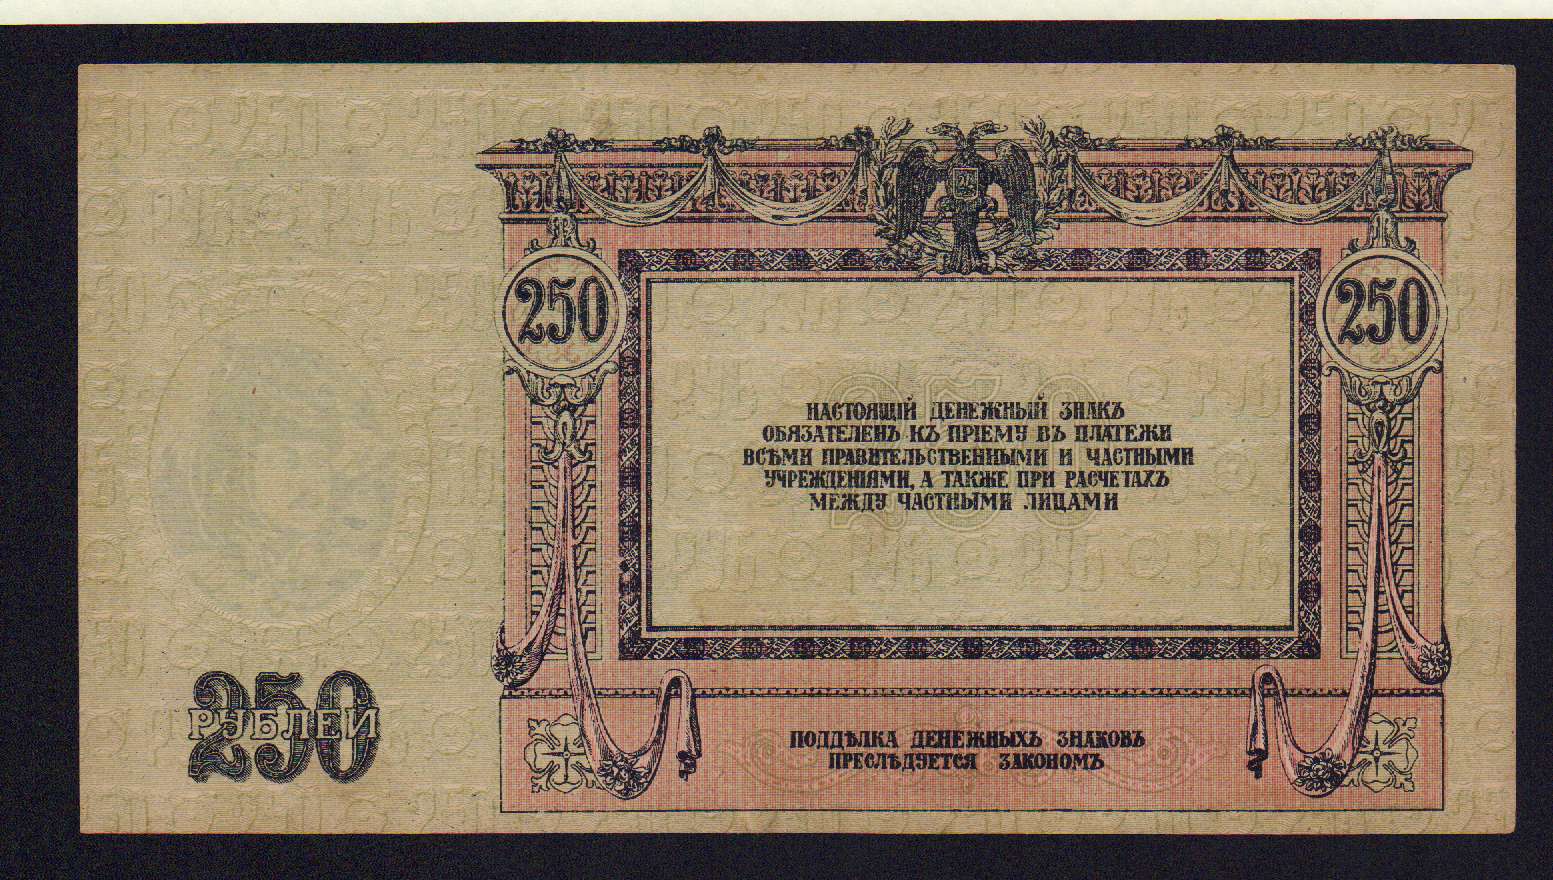 250
250
НАСТОЯЩІЙ ДЕНЕЖНЫЙ ЗНАКЪ
ОБЯЗАТЕЛЕНЪ КЪ ПРІЕМУ ВЪ ПЛАТЕЖИ
ВСѢМИ ПРАВИТЕЛЬСТВЕННЫМИ И ЧАСТНЫМИ
УЧРЕЖДЕНІЯМИ, А ТАКЖЕ ПРИ РАСЧЕТАХЪ
МЕЖДУ ЧАСТНЫМИ ЛИЦАМИ
250
250
РУБЛЕЙ
ПОДДѢЛКА ДЕНЕЖНЫХЪ ЗНАКОВЪ
ПРЕСЛѢДУЕТСЯ ЗАКОНОМЪ